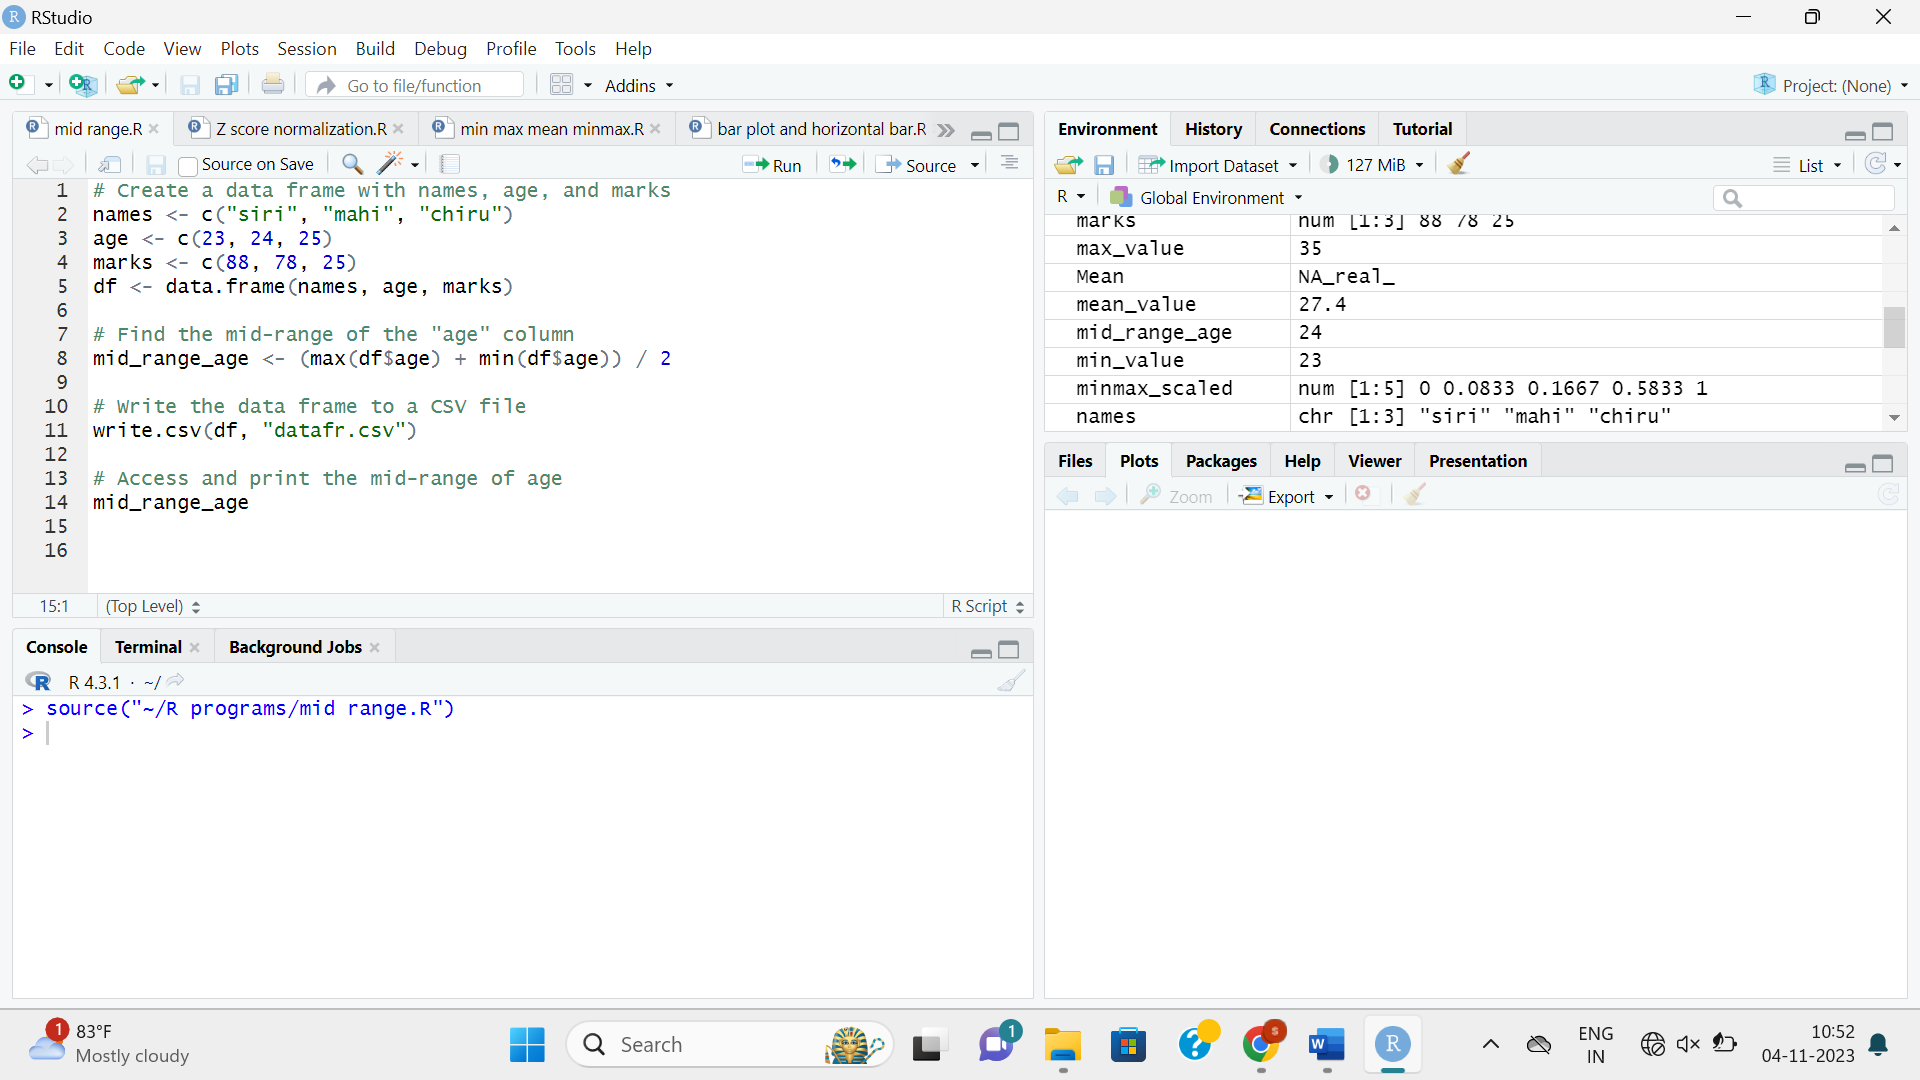 RStudio
File Edit Code View Plots Session Build Debug Profile Tools Help
Go to file/function Addins Project: (None)
mid range.R Z score normalization.R min max mean minmax.R bar plot and horizontal bar.R
Source on Save Run Source
1 # Create a data frame with names, age, and marks
2 names <- c("siri", "mahi", "chiru")
3 age <- c(23, 24, 25)
4 marks <- c(88, 78, 25)
5 df <- data.frame(names, age, marks)
6
7 # Find the mid-range of the "age" column
8 mid_range_age <- (max(df$age) + min(df$age)) / 2
9
10 # Write the data frame to a CSV file
11 write.csv(df, "datafr.csv")
12
13 # Access and print the mid-range of age
14 mid_range_age
15
16
15:1 (Top Level) R Script
Console Terminal Background Jobs
R 4.3.1 · ~/
> source("~/R programs/mid range.R")
>
Environment History Connections Tutorial
Import Dataset 127 MiB List
R Global Environment
marks num [1:3] 88 78 25
max_value 35
Mean NA_real_
mean_value 27.4
mid_range_age 24
min_value 23
minmax_scaled num [1:5] 0 0.0833 0.1667 0.5833 1
names chr [1:3] "siri" "mahi" "chiru"
Files Plots Packages Help Viewer Presentation
Zoom Export
1 83°F
Mostly cloudy
Search
1
S
W
R
ENG
IN
10:52
04-11-2023